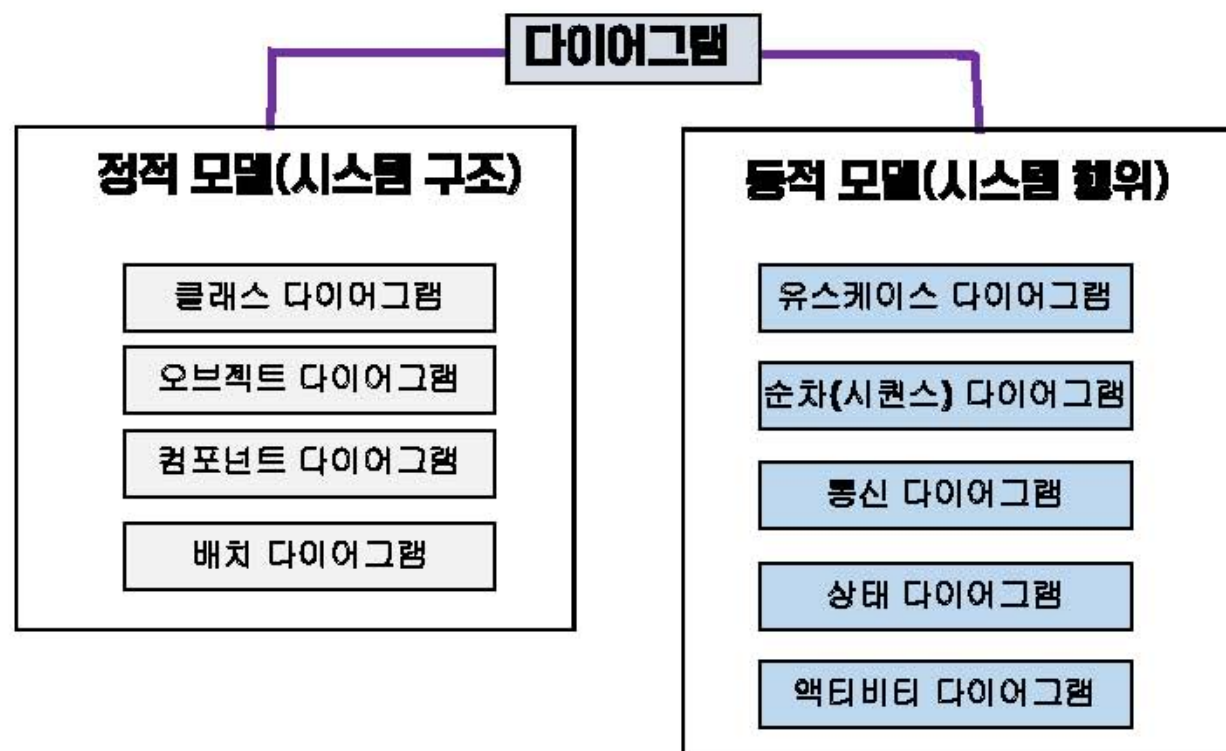 다이어그램
정적 모델(시스템 구조)
클래스 다이어그램
오브젝트 다이어그램
컴포넌트 다이어그램
배치 다이어그램
동적 모델(시스템 행위)
유스케이스 다이어그램
순차(시퀀스) 다이어그램
통신 다이어그램
상태 다이어그램
액티비티 다이어그램